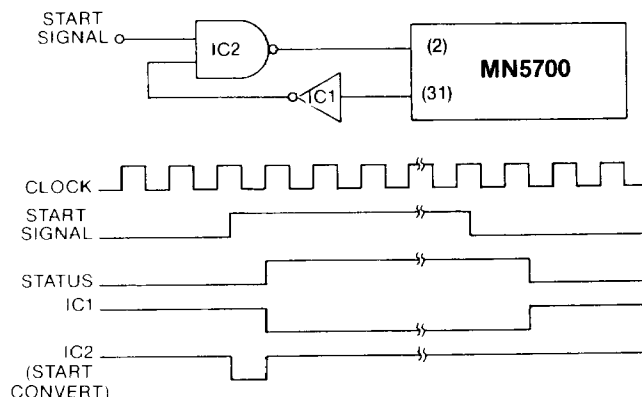 START
SIGNAL
IC2
(2)
MN5700
IC1
(31)
CLOCK
START
SIGNAL
STATUS
IC1
IC2
(START
CONVERT)